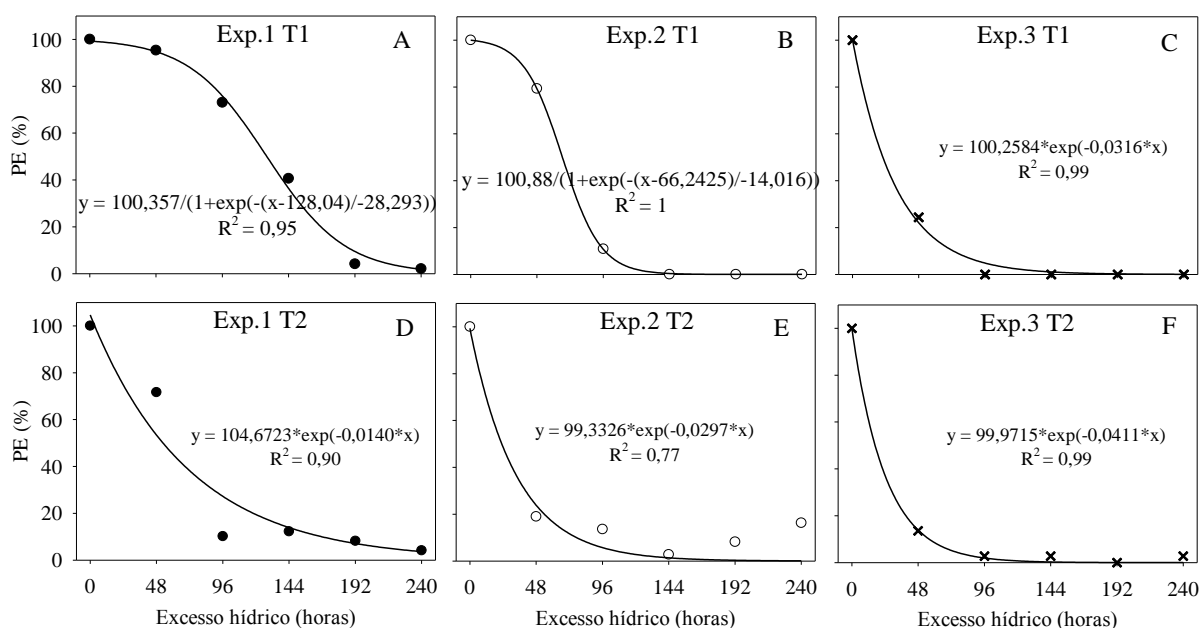 Exp.1 T1
A
Exp.2 T1
B
Exp.3 T1
C
PE (%)
100
80
60
40
20
0
y = 100,357/(1+exp(-(x-128,04)/-28,293))
R² = 0,95
y = 100,88/(1+exp(-(x-66,2425)/-14,016))
R² = 1
y = 100,2584*exp(-0,0316*x)
R² = 0,99
Exp.1 T2
D
Exp.2 T2
E
Exp.3 T2
F
PE (%)
100
80
60
40
20
0
y = 104,6723*exp(-0,0140*x)
R² = 0,90
y = 99,3326*exp(-0,0297*x)
R² = 0,77
y = 99,9715*exp(-0,0411*x)
R² = 0,99
0 48 96 144 192 240
0 48 96 144 192 240
0 48 96 144 192 240
Excesso hídrico (horas)
Excesso hídrico (horas)
Excesso hídrico (horas)